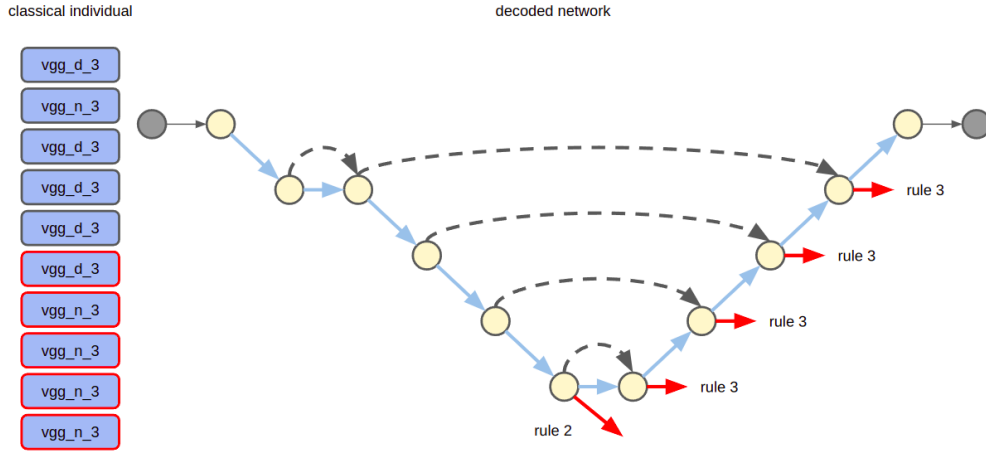 classical individual
decoded network
vgg_d_3
vgg_n_3
vgg_d_3
vgg_d_3
vgg_d_3
vgg_d_3
vgg_n_3
vgg_n_3
vgg_n_3
vgg_n_3
rule 3
rule 3
rule 3
rule 3
rule 2